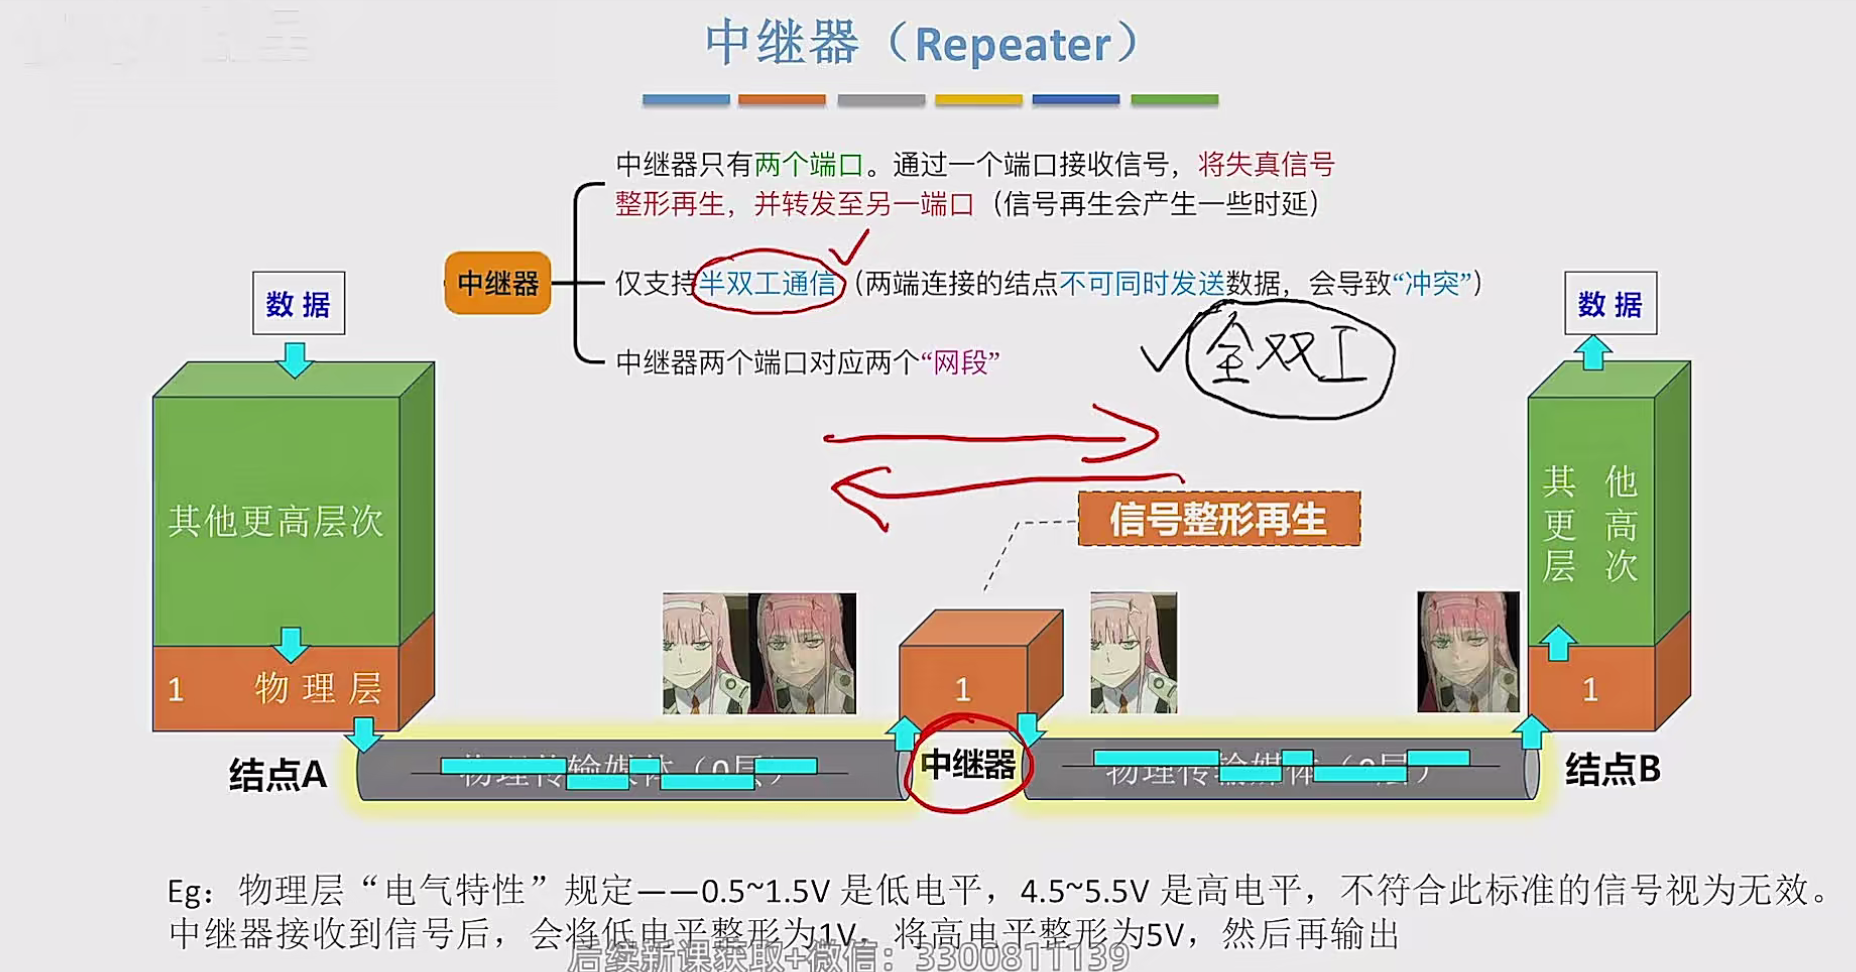 中继器（Repeater）
中继器只有两个端口。通过一个端口接收信号，将失真信号
整形再生，并转发至另一端口（信号再生会产生一些时延）
中继器
仅支持半双工通信（两端连接的结点不可同时发送数据，会导致“冲突”）
全双工
中继器两个端口对应两个“网段”
数据
数据
其他更高层次
其他
更高
层次
信号整形再生
1 物理层
1
1
结点A
物理传输媒体（0层）
中继器
物理传输媒体（0层）
结点B
Eg：物理层“电气特性”规定——0.5~1.5V 是低电平，4.5~5.5V 是高电平，不符合此标准的信号视为无效。
中继器接收到信号后，会将低电平整形为1V，将高电平整形为5V，然后再输出
后续新课获取+微信：3300811139